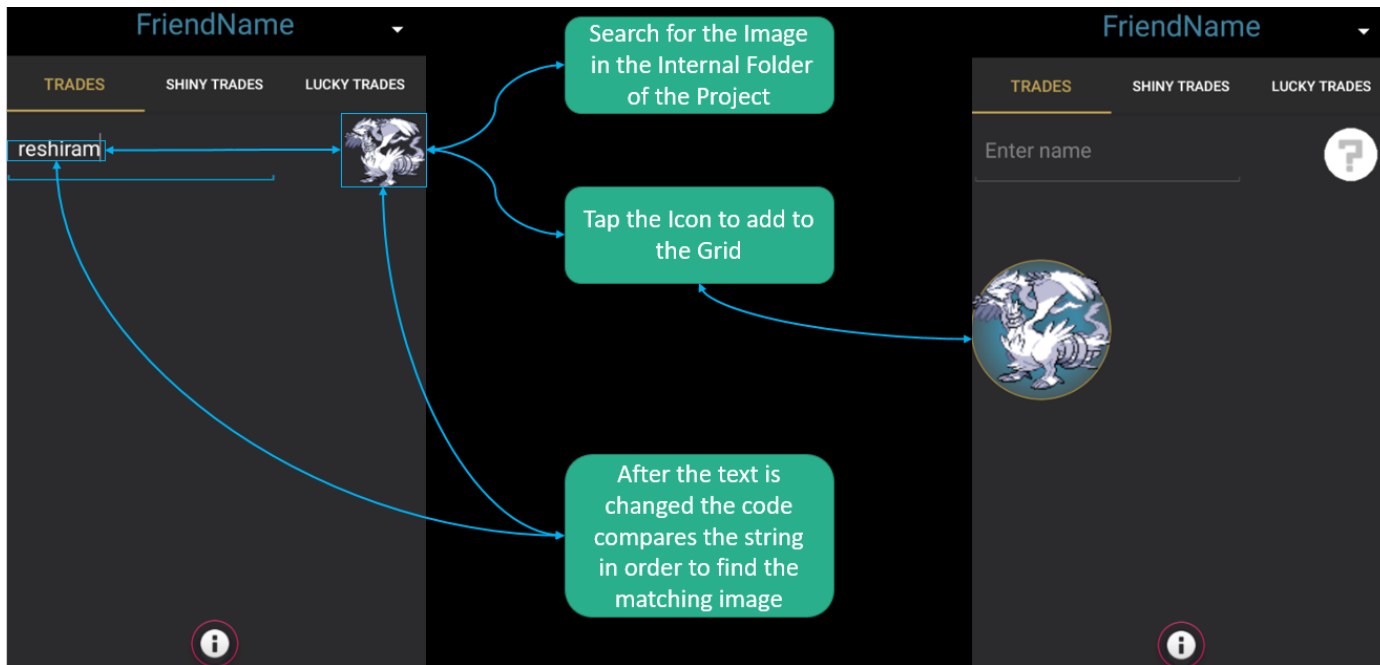 FriendName
TRADES
SHINY TRADES
LUCKY TRADES
reshiram
Search for the Image
in the Internal Folder
of the Project
Tap the Icon to add to
the Grid
After the text is
changed the code
compares the string
in order to find the
matching image
i
FriendName
TRADES
SHINY TRADES
LUCKY TRADES
Enter name
?
i